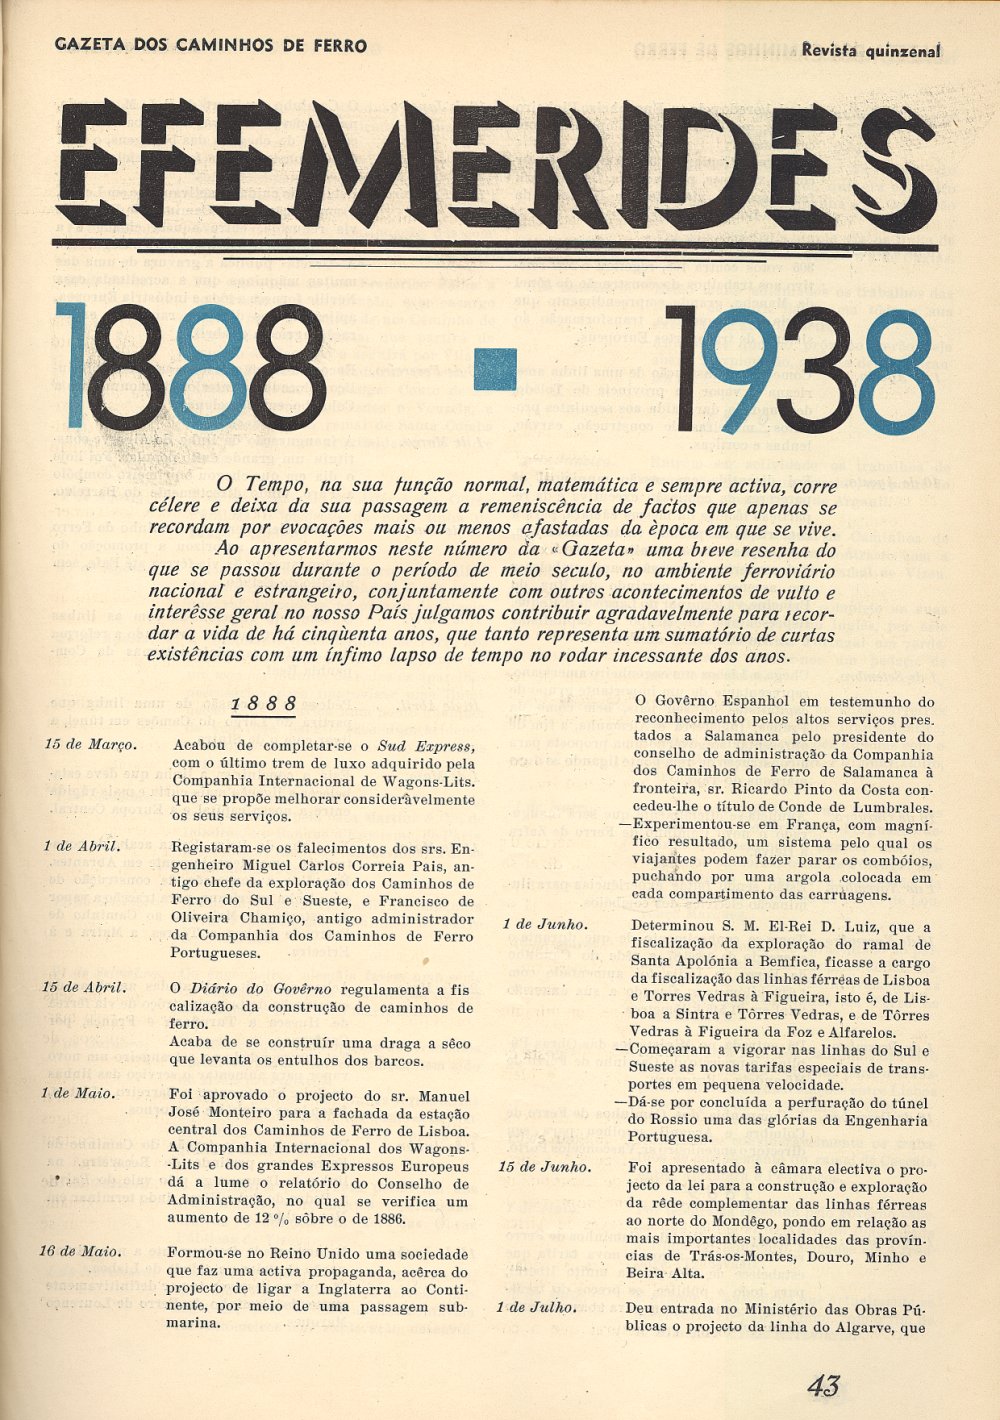 GAZETA DOS CAMINHOS DE FERRO
Revista quinzenal
EFEMERIDES
1888 ■ 1938
O Tempo, na sua função normal, matemática e sempre activa, corre
célere e deixa da sua passagem a remeniscência de factos que apenas se
recordam por evocações mais ou menos afastadas da època em que se vive.
Ao apresentarmos neste número da «Gazeta» uma breve resenha do
que se passou durante o período de meio seculo, no ambiente ferroviário
nacional e estrangeiro, conjuntamente com outros acontecimentos de vulto e
interêsse geral no nosso País julgamos contribuir agradavelmente para recor-
dar a vida de há cinqüenta anos, que tanto representa um sumatório de curtas
existências com um ínfimo lapso de tempo no rodar incessante dos anos.
1888
15 de Março. Acabou de completar-se o Sud Express,
com o último trem de luxo adquirido pela
Companhia Internacional de Wagons-Lits.
que se propõe melhorar consideràvelmente
os seus serviços.
1 de Abril. Registaram-se os falecimentos dos srs. En-
genheiro Miguel Carlos Correia Pais, an-
tigo chefe da exploração dos Caminhos de
Ferro do Sul e Sueste, e Francisco de
Oliveira Chamiço, antigo administrador
da Companhia dos Caminhos de Ferro
Portugueses.
15 de Abril. O Diário do Govêrno regulamenta a fis
calização da construção de caminhos de
ferro.
Acaba de se construír uma draga a sêco
que levanta os entulhos dos barcos.
1 de Maio. Foi aprovado o projecto do sr. Manuel
José Monteiro para a fachada da estação
central dos Caminhos de Ferro de Lisboa.
A Companhia Internacional dos Wagons-
-Lits e dos grandes Expressos Europeus
dá a lume o relatório do Conselho de
Administração, no qual se verifica um
aumento de 12 % sôbre o de 1886.
16 de Maio. Formou-se no Reino Unido uma sociedade
que faz uma activa propaganda, acêrca do
projecto de ligar a Inglaterra ao Conti-
nente, por meio de uma passagem sub-
marina.
O Govêrno Espanhol em testemunho do
reconhecimento pelos altos serviços pres.
tados a Salamanca pelo presidente do
conselho de administração da Companhia
dos Caminhos de Ferro de Salamanca à
fronteira, sr. Ricardo Pinto da Costa con-
cedeu-lhe o título de Conde de Lumbrales.
—Experimentou-se em França, com magní-
fico resultado, um sistema pelo qual os
viajantes podem fazer parar os combóios,
puchando por uma argola colocada em
cada compartimento das carruagens.
1 de Junho. Determinou S. M. El-Rei D. Luiz, que a
fiscalização da exploração do ramal de
Santa Apolónia a Bemfica, ficasse a cargo
da fiscalização das linhas férreas de Lisboa
e Torres Vedras à Figueira, isto é, de Lis-
boa a Sintra e Tôrres Vedras, e de Tôrres
Vedras à Figueira da Foz e Alfarelos.
—Começaram a vigorar nas linhas do Sul e
Sueste as novas tarifas especiais de trans-
portes em pequena velocidade.
—Dá-se por concluída a perfuração do túnel
do Rossio uma das glórias da Engenharia
Portuguesa.
15 de Junho. Foi apresentado à câmara electiva o pro-
jecto da lei para a construção e exploração
da rêde complementar das linhas férreas
ao norte do Mondêgo, pondo em relação as
mais importantes localidades das provín-
cias de Trás-os-Montes, Douro, Minho e
Beira Alta.
1 de Julho. Deu entrada no Ministério das Obras Pú-
blicas o projecto da linha do Algarve, que
43